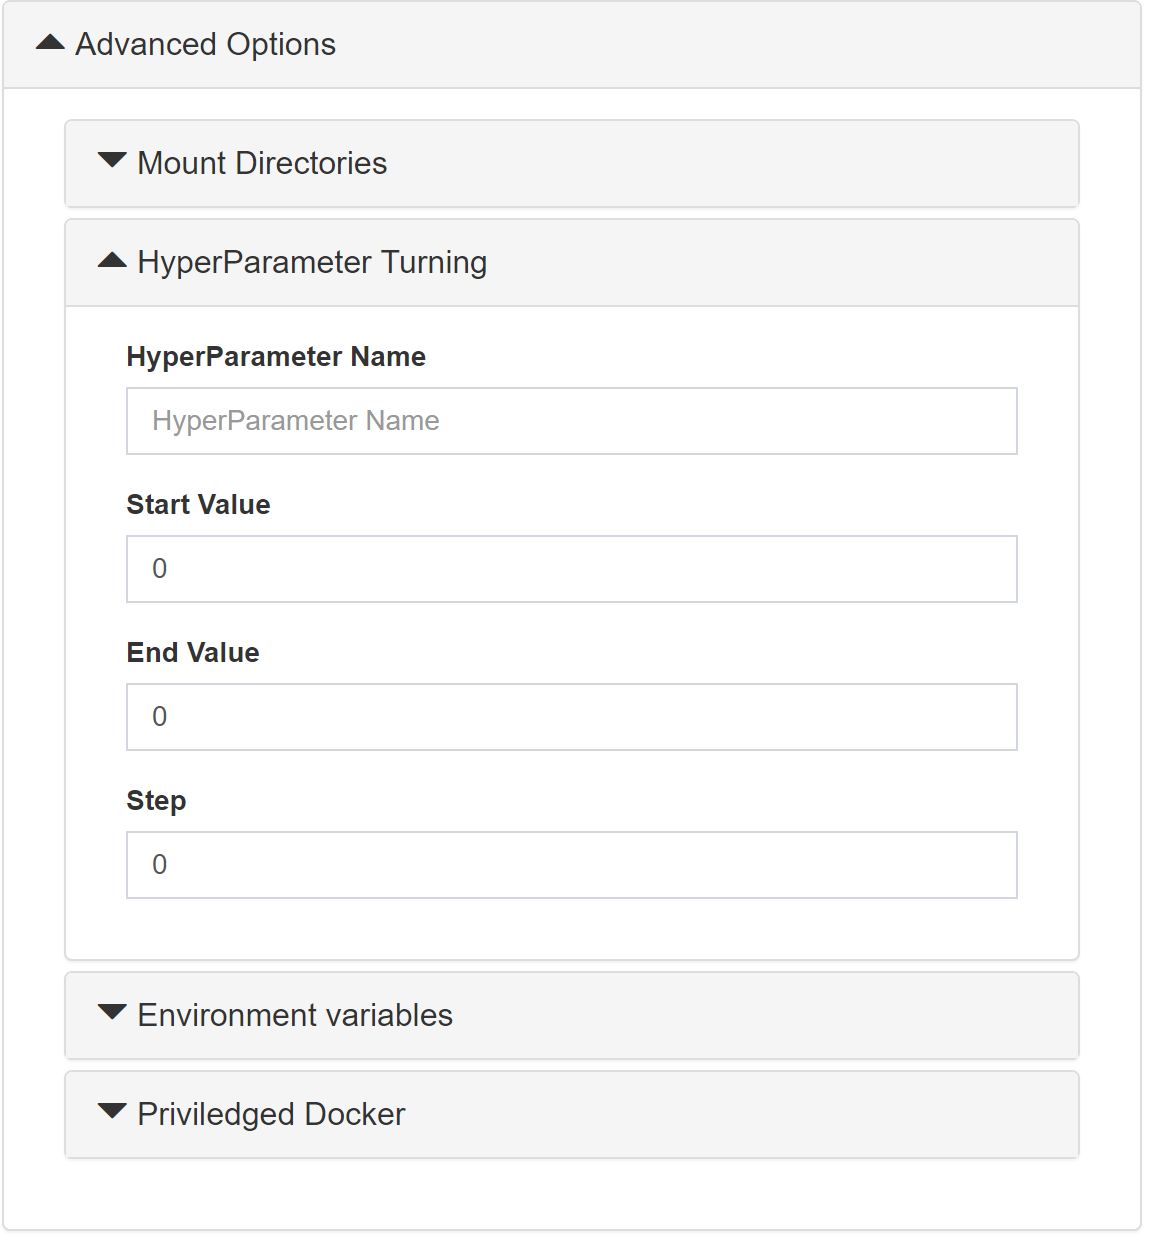 Advanced Options
Mount Directories
HyperParameter Turning
HyperParameter Name
HyperParameter Name
Start Value
0
End Value
0
Step
0
Environment variables
Priviledged Docker